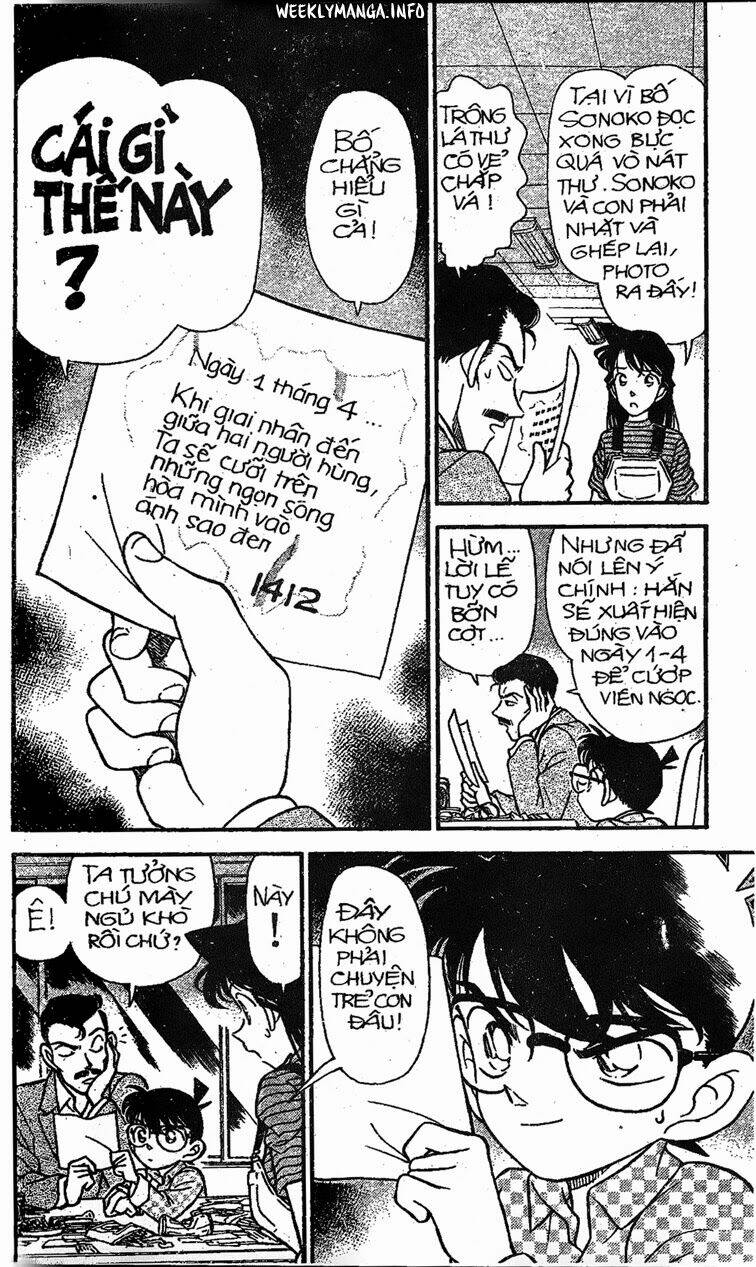 WEEKLYMANGA.INFO
CÁI GÌ
THẾ NÀY
?
BỐ
CHẲNG
HIỂU
GÌ
CẢ!
Ngày 1 tháng 4 ...
Khi giai nhân đến
giữa hai người hùng,
Ta sẽ cưỡi trên
những ngọn sóng
hòa mình vào
ánh sao đen
1412
TẠI VÌ BỐ
SONOKO ĐỌC
XONG BỰC
QUÁ VÒ NÁT
THƯ. SONOKO
VÀ CON PHẢI
NHẶT VÀ
GHÉP LẠI,
PHOTO
RA ĐẤY!
TRÔNG
LÁ THƯ
CÓ VẺ
CHẮP
VÁ!
HỪM...
LỜI LẼ
TUY CÓ
BỠN
CỢT...
NHƯNG ĐÃ
NÓI LÊN Ý
CHÍNH: HẮN
SẼ XUẤT HIỆN
ĐÚNG VÀO
NGÀY 1-4
ĐỂ CƯỚP
VIÊN NGỌC.
Ê!
TA TƯỞNG
CHÚ MÀY
NGỦ KHÒ
RỒI CHỨ?
NÀY
!
ĐÂY
KHÔNG
PHẢI
CHUYỆN
TRẺ CON
ĐÂU!